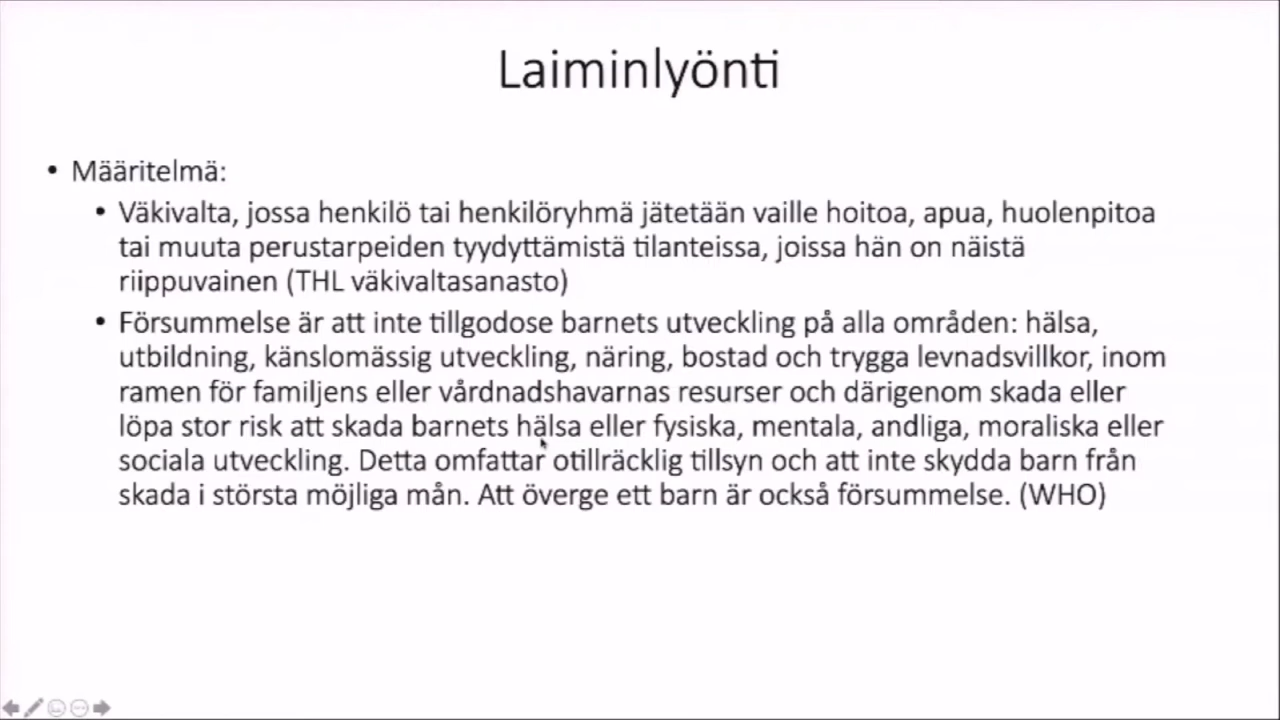 Laiminlyönti
• Määritelmä:
• Väkivalta, jossa henkilö tai henkilöryhmä jätetään vaille hoitoa, apua, huolenpitoa
tai muuta perustarpeiden tyydyttämistä tilanteissa, joissa hän on näistä
riippuvainen (THL väkivaltasanasto)
• Försummelse är att inte tillgodose barnets utveckling på alla områden: hälsa,
utbildning, känslomässig utveckling, näring, bostad och trygga levnadsvillkor, inom
ramen för familjens eller vårdnadshavarnas resurser och därigenom skada eller
löpa stor risk att skada barnets hälsa eller fysiska, mentala, andliga, moraliska eller
sociala utveckling. Detta omfattar otillräcklig tillsyn och att inte skydda barn från
skada i största möjliga mån. Att överge ett barn är också försummelse. (WHO)